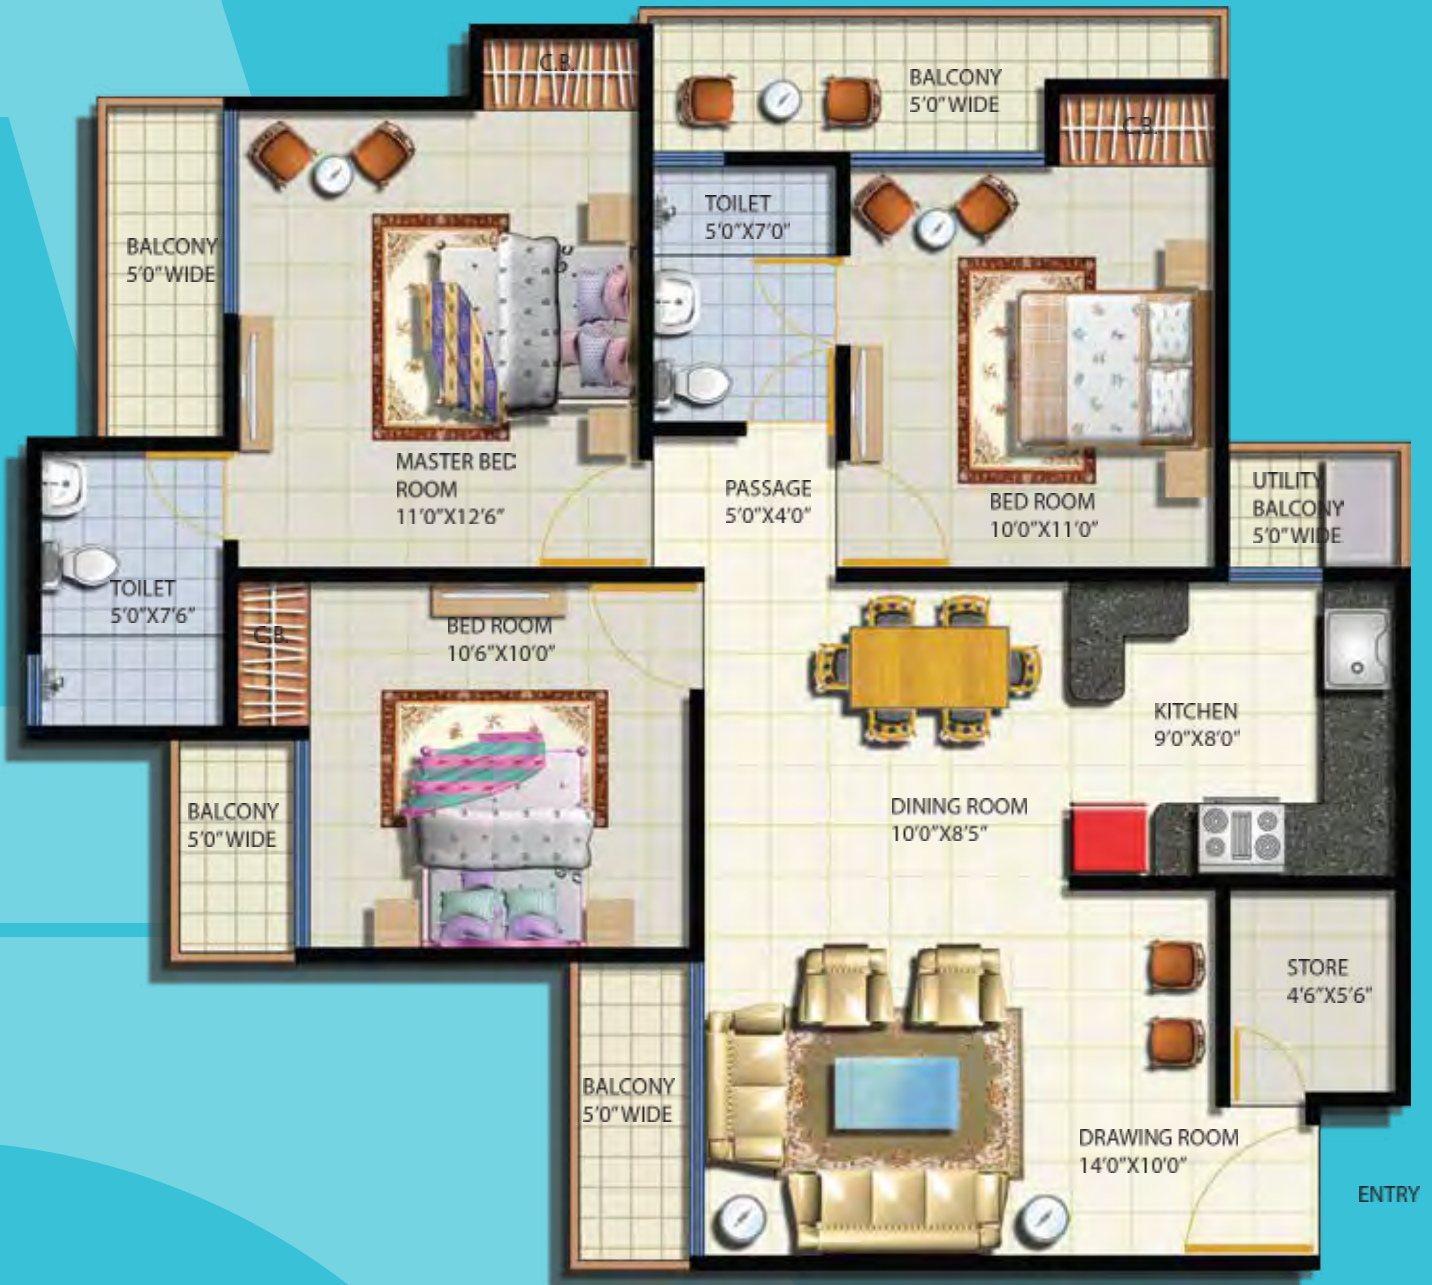 C.B.
BALCONY
5'0"WIDE
C.B.
TOILET
5'0"X7'0"
BALCONY
5'0"WIDE
MASTER BED
ROOM
11'0"X12'6"
PASSAGE
5'0"X4'0"
BED ROOM
10'0"X11'0"
UTILITY
BALCONY
5'0"WIDE
TOILET
5'0"X7'6"
C.B.
BED ROOM
10'6"X10'0"
KITCHEN
9'0"X8'0"
BALCONY
5'0"WIDE
DINING ROOM
10'0"X8'5"
STORE
4'6"X5'6"
BALCONY
5'0"WIDE
DRAWING ROOM
14'0"X10'0"
ENTRY